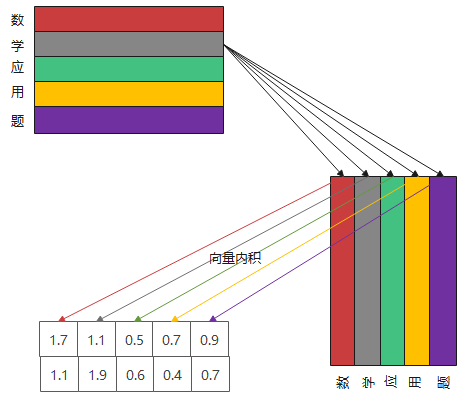 数
学
应
用
题
向量内积
1.7 1.1 0.5 0.7 0.9
1.1 1.9 0.6 0.4 0.7
数 学 应 用 题